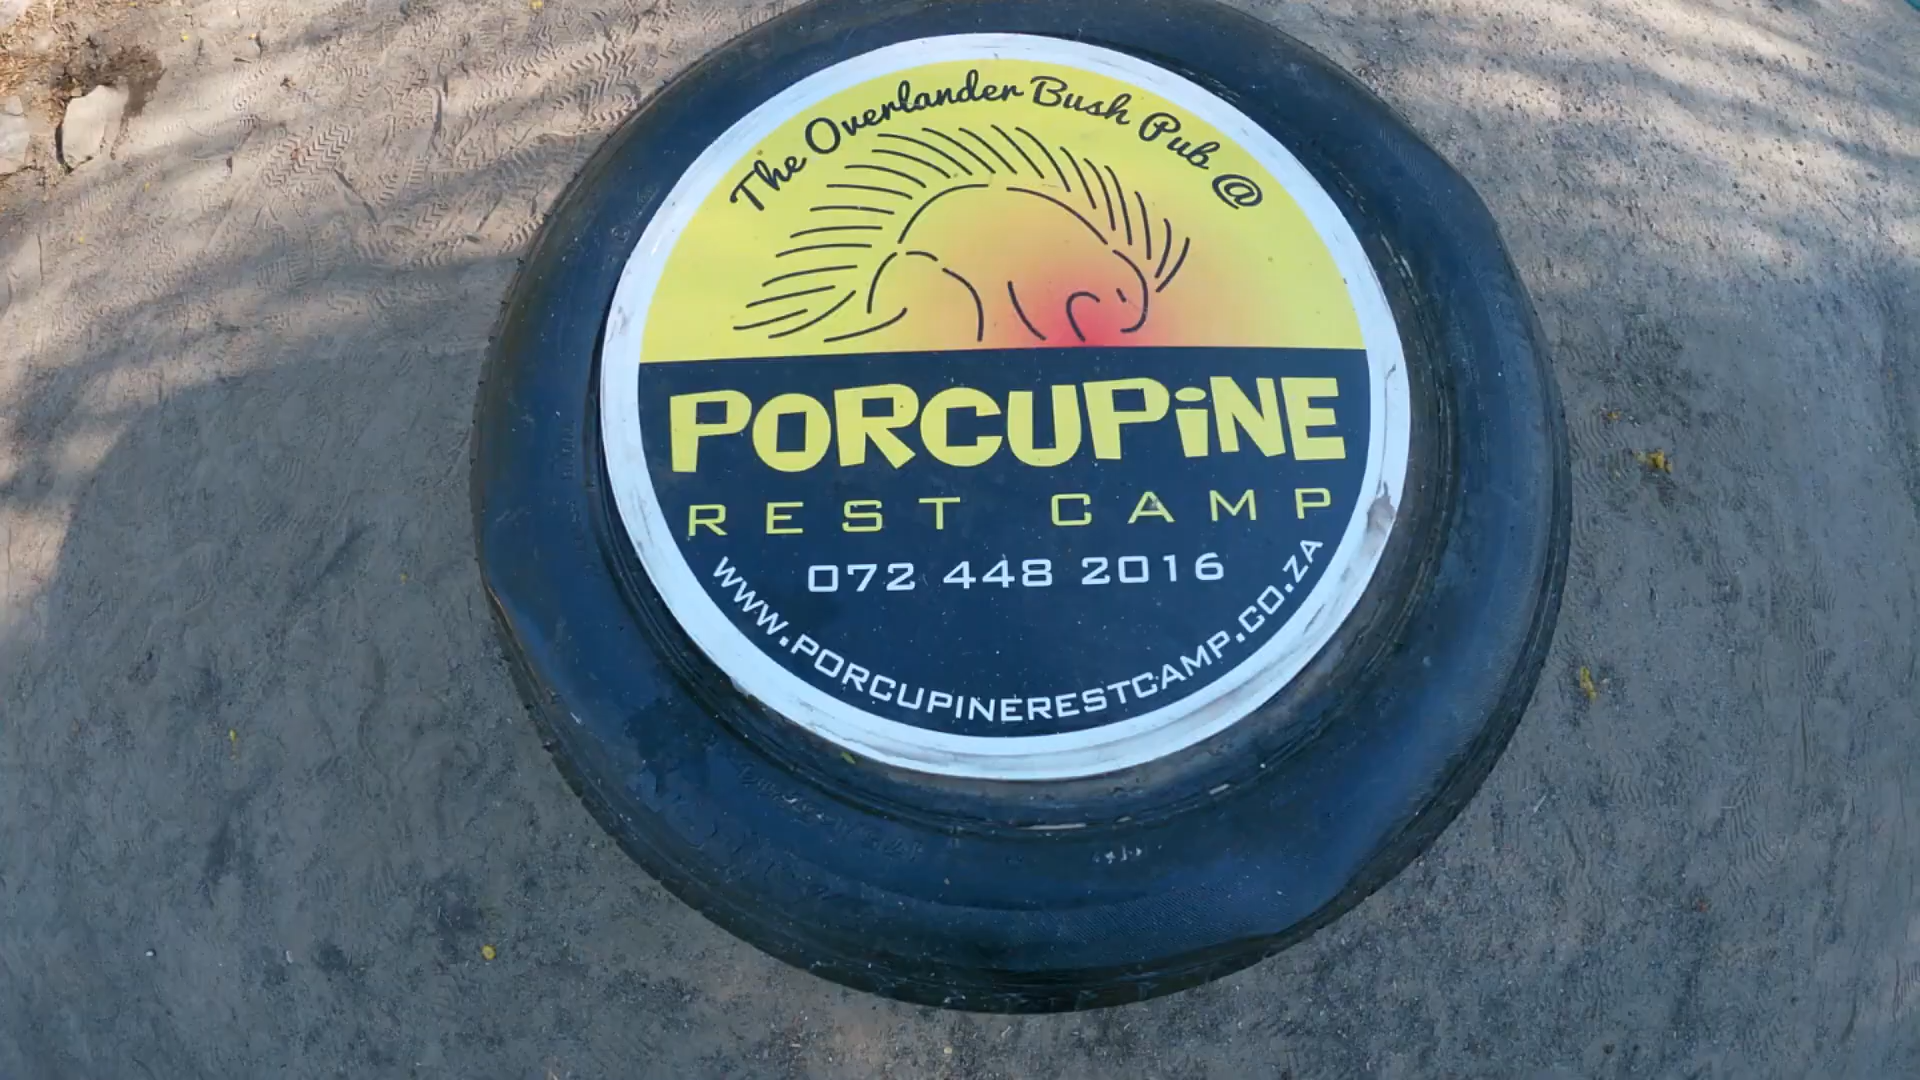 The Overlander Bush Pub @
PORCUPiNE
REST CAMP
072 448 2016
WWW.PORCUPINERESTCAMP.CO.ZA